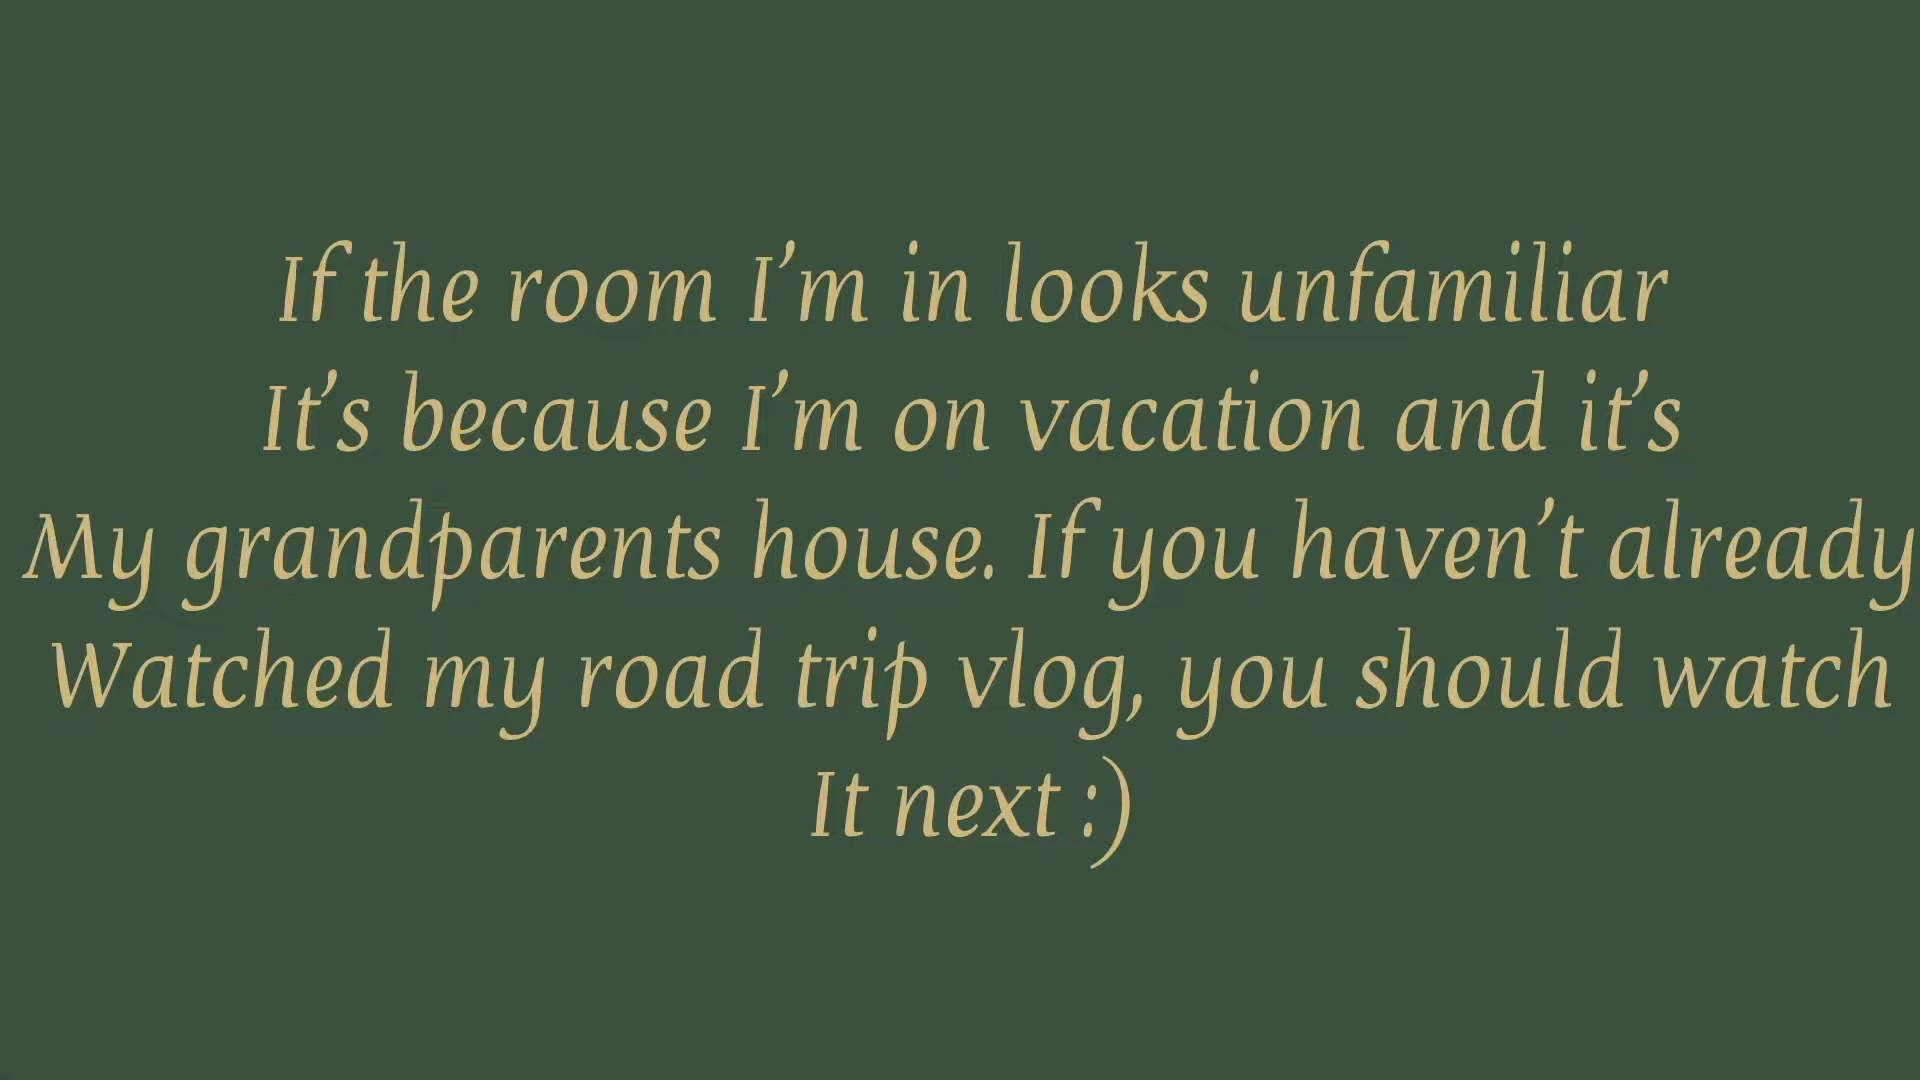 If the room I’m in looks unfamiliar
It’s because I’m on vacation and it’s
My grandparents house. If you haven’t already
Watched my road trip vlog, you should watch
It next :)